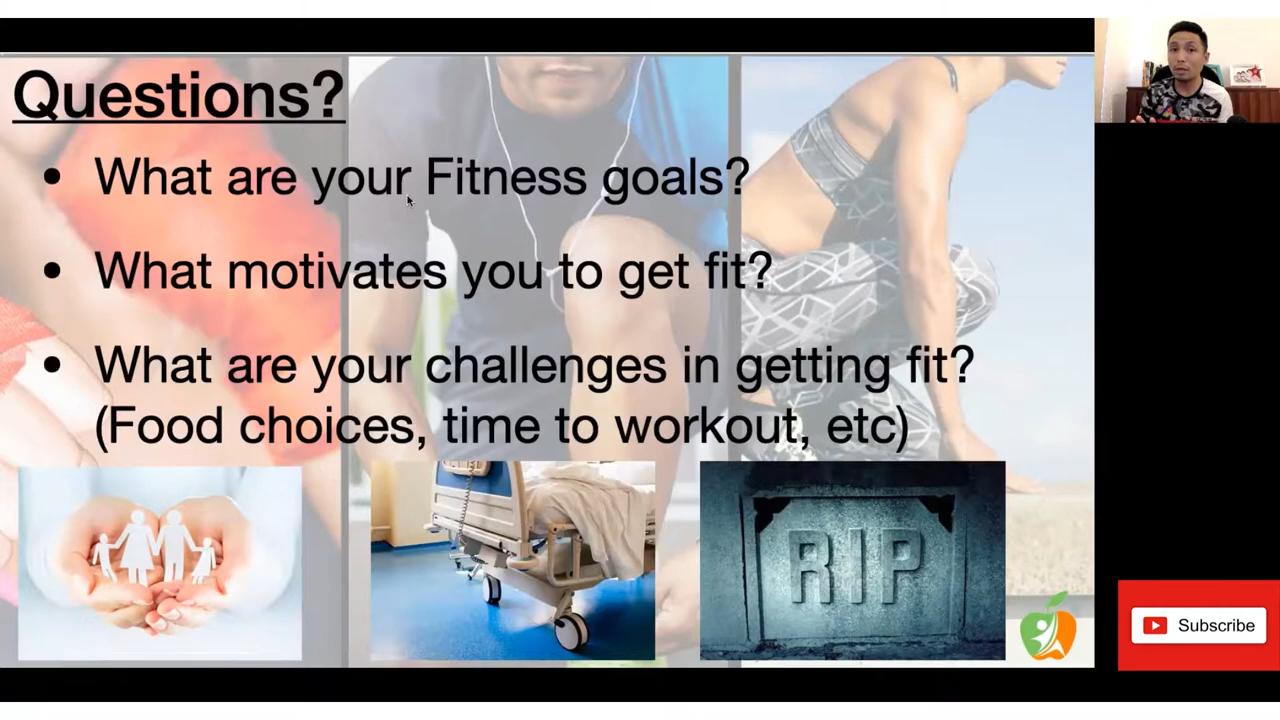 Questions?
• What are your Fitness goals?
• What motivates you to get fit?
• What are your challenges in getting fit?
(Food choices, time to workout, etc)
RIP
Subscribe